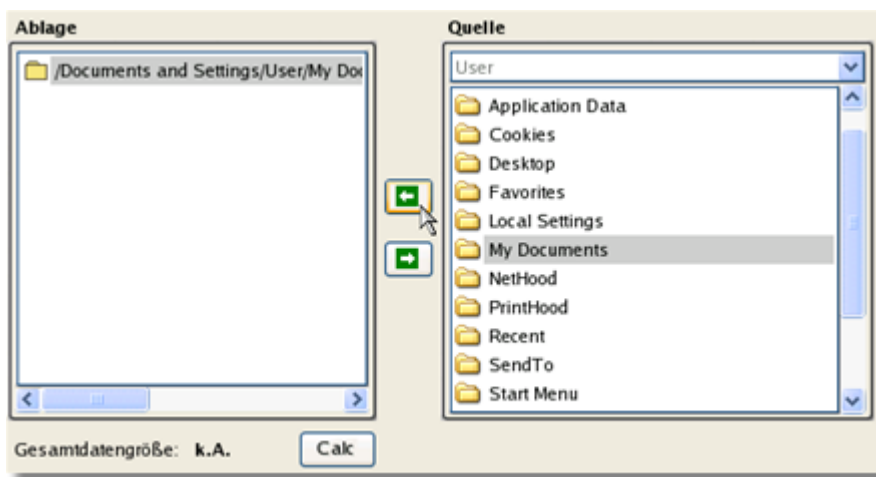 Ablage
/Documents and Settings/User/My Do
Gesamtdatengröße: k.A.
Calc
Quelle
User
Application Data
Cookies
Desktop
Favorites
Local Settings
My Documents
NetHood
PrintHood
Recent
SendTo
Start Menu